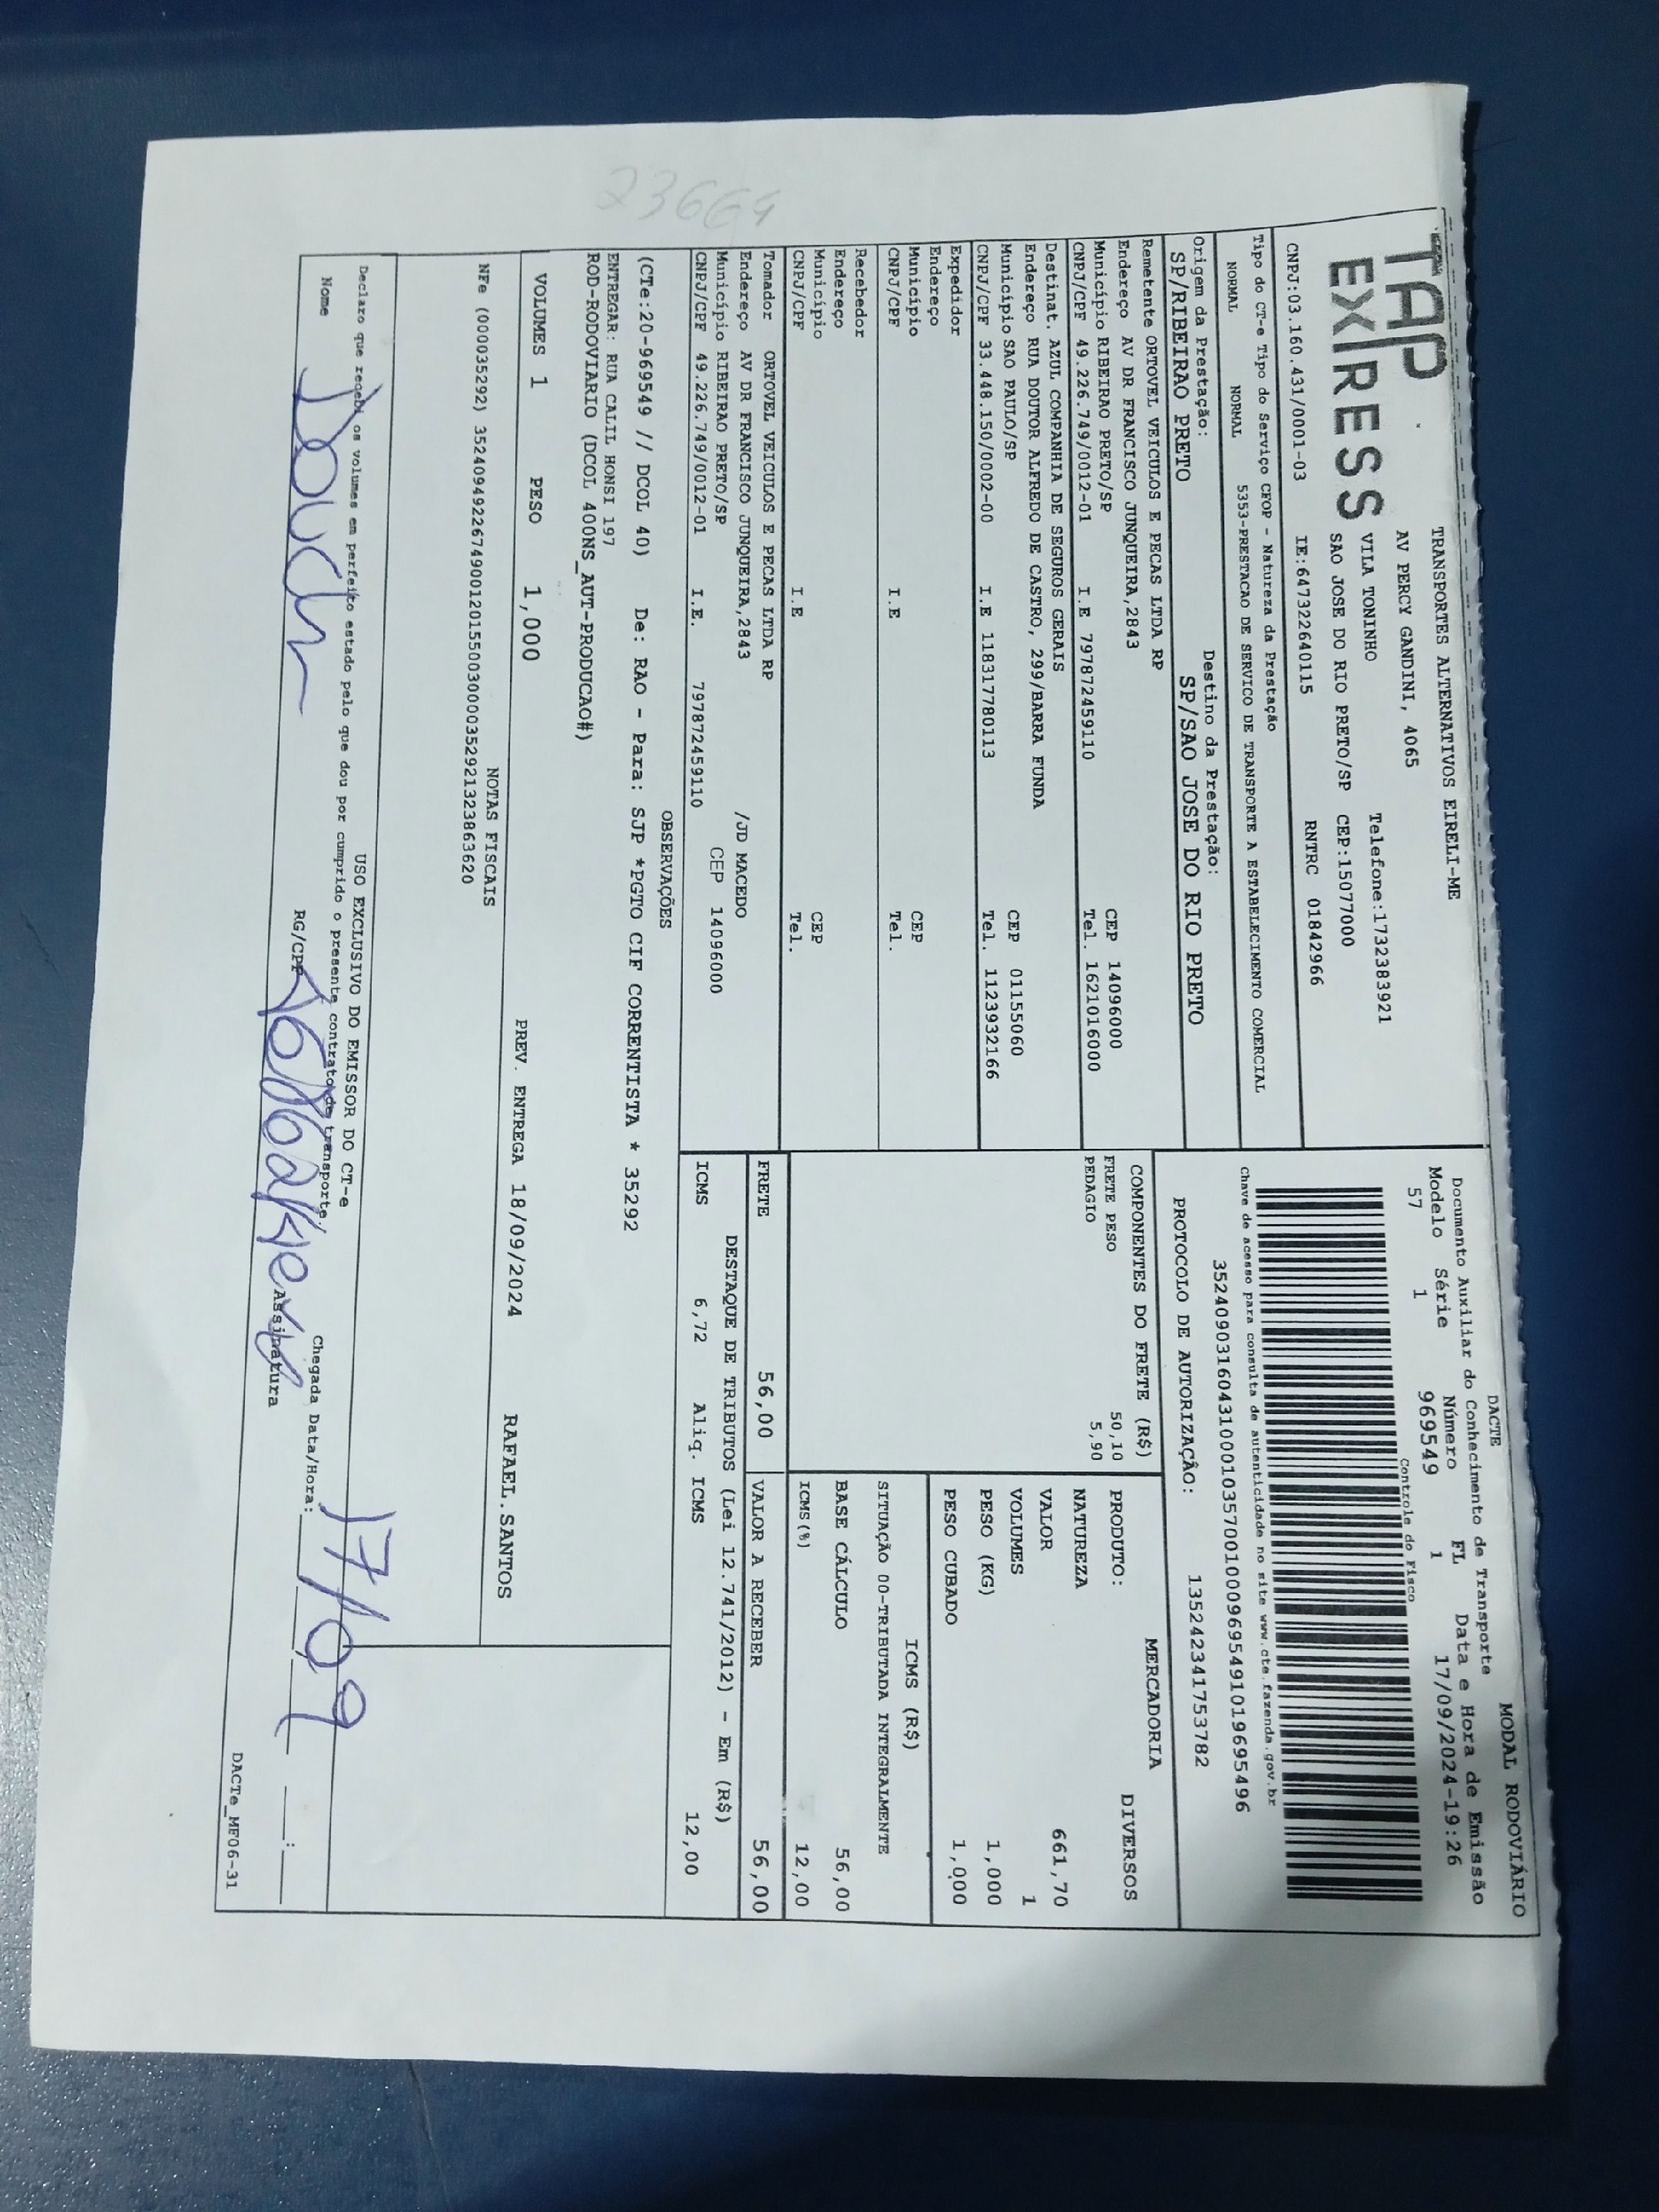 TAP
EXPRESS
TRANSPORTES ALTERNATIVOS EIRELI-ME
AV PERCY GANDINI, 4065
VILA TONINHO Telefone:1732383921
SAO JOSE DO RIO PRETO/SP CEP:15077000
CNPJ:03.160.431/0001-03 IE:647322640115 RNTRC 01842966
Tipo do CT-e Tipo do Serviço CFOP - Natureza da Prestação
NORMAL NORMAL 5353-PRESTACAO DE SERVICO DE TRANSPORTE A ESTABELECIMENTO COMERCIAL
Origem da Prestação: Destino da Prestação:
SP/RIBEIRAO PRETO SP/SAO JOSE DO RIO PRETO
DACTE MODAL RODOVIÁRIO
Documento Auxiliar do Conhecimento de Transporte
Modelo Série Número FL Data e Hora de Emissão
57 1 969549 1 17/09/2024-19:26
Controle do Fisco
chave de acesso para consulta de autenticidade no site www.cte.fazenda.gov.br
35240903160431000103570010009695491019695496
PROTOCOLO DE AUTORIZAÇÃO: 135242341753782
Remetente ORTOVEL VEICULOS E PECAS LTDA RP
Endereço AV DR FRANCISCO JUNQUEIRA,2843
Município RIBEIRAO PRETO/SP CEP 14096000
CNPJ/CPF 49.226.749/0012-01 I.E 797872459110 Tel. 1621016000
Destinat. AZUL COMPANHIA DE SEGUROS GERAIS
Endereço RUA DOUTOR ALFREDO DE CASTRO, 299/BARRA FUNDA
Município SAO PAULO/SP CEP 01155060
CNPJ/CPF 33.448.150/0002-00 I.E 118317780113 Tel. 1123932166
Expedidor
Endereço
Município CEP
CNPJ/CPF I.E Tel.
Recebedor
Endereço
Município CEP
CNPJ/CPF I.E Tel.
Tomador ORTOVEL VEICULOS E PECAS LTDA RP
Endereço AV DR FRANCISCO JUNQUEIRA,2843 /JD MACEDO
Município RIBEIRAO PRETO/SP CEP 14096000
CNPJ/CPF 49.226.749/0012-01 I.E. 797872459110
COMPONENTES DO FRETE (R$)
FRETE PESO 50,10
PEDAGIO 5,90
MERCADORIA
PRODUTO: DIVERSOS
NATUREZA
VALOR 661,70
VOLUMES 1
PESO (KG) 1,000
PESO CUBADO 1,000
ICMS (R$)
SITUAÇÃO 00-TRIBUTADA INTEGRALMENTE
BASE CÁLCULO 56,00
ICMS(%) 12,00
FRETE 56,00 VALOR A RECEBER 56,00
DESTAQUE DE TRIBUTOS (Lei 12.741/2012) - Em (R$)
ICMS 6,72 Aliq. ICMS 12,00
OBSERVAÇÕES
(CTe:20-969549 // DCOL 40) De: RAO - Para: SJP *PGTO CIF CORRENTISTA * 35292
ENTREGAR: RUA CALIL HONSI 197
ROD-RODOVIARIO (DCOL 400NS_AUT-PRODUCAO#)
VOLUMES 1 PESO 1,000 PREV. ENTREGA 18/09/2024 RAFAEL.SANTOS
NOTAS FISCAIS
NFe (000035292) 35240949226749001201550030000352921323863620
USO EXCLUSIVO DO EMISSOR DO CT-e
Declaro que recebi os volumes em perfeito estado pelo que dou por cumprido o presente contrato de transporte.
Nome RG/CPF Assinatura Chegada Data/Hora: 17/09
DACTe_MF06-31